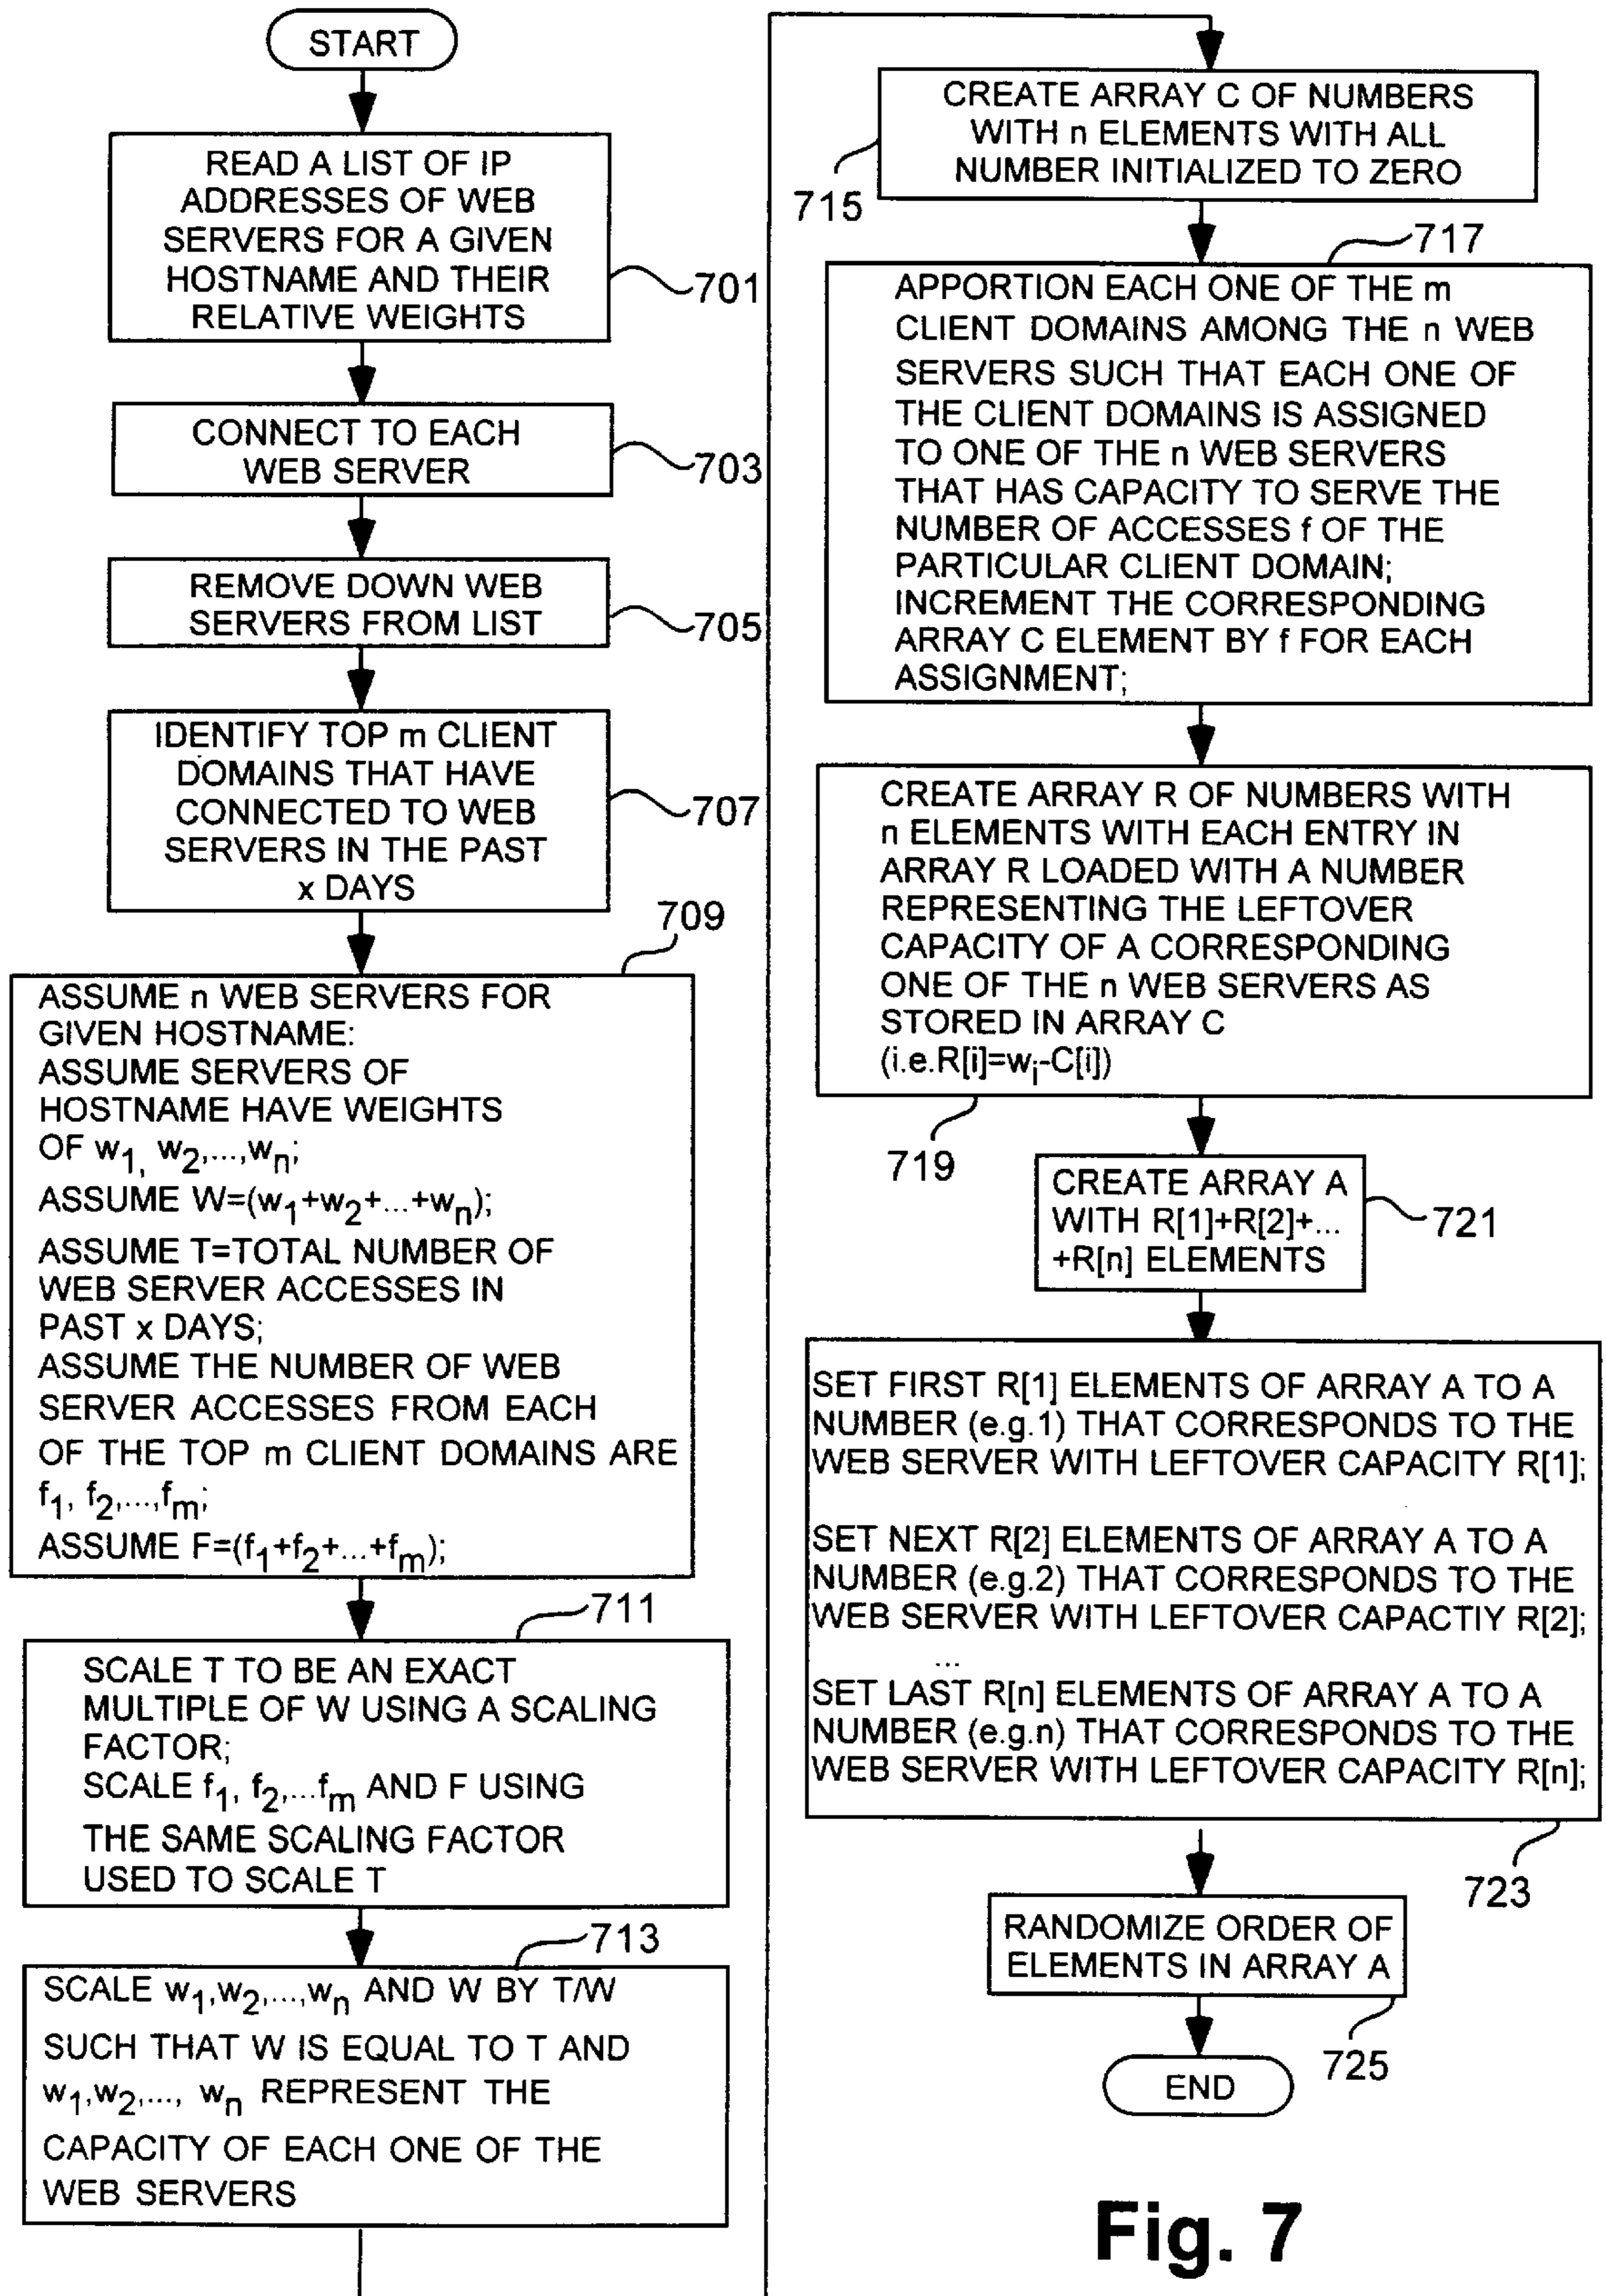 START
READ A LIST OF IP
ADDRESSES OF WEB
SERVERS FOR A GIVEN
HOSTNAME AND THEIR
RELATIVE WEIGHTS
701
CONNECT TO EACH
WEB SERVER
703
REMOVE DOWN WEB
SERVERS FROM LIST
705
IDENTIFY TOP m CLIENT
DOMAINS THAT HAVE
CONNECTED TO WEB
SERVERS IN THE PAST
x DAYS
707
709
ASSUME n WEB SERVERS FOR
GIVEN HOSTNAME:
ASSUME SERVERS OF
HOSTNAME HAVE WEIGHTS
OF w1, w2,...,wn;
ASSUME W=(w1+w2+...+wn);
ASSUME T=TOTAL NUMBER OF
WEB SERVER ACCESSES IN
PAST x DAYS;
ASSUME THE NUMBER OF WEB
SERVER ACCESSES FROM EACH
OF THE TOP m CLIENT DOMAINS ARE
f1, f2,...,fm;
ASSUME F=(f1+f2+...+fm);
711
SCALE T TO BE AN EXACT
MULTIPLE OF W USING A SCALING
FACTOR;
SCALE f1, f2,...fm AND F USING
THE SAME SCALING FACTOR
USED TO SCALE T
713
SCALE w1,w2,...,wn AND W BY T/W
SUCH THAT W IS EQUAL TO T AND
w1,w2,..., wn REPRESENT THE
CAPACITY OF EACH ONE OF THE
WEB SERVERS
CREATE ARRAY C OF NUMBERS
WITH n ELEMENTS WITH ALL
NUMBER INITIALIZED TO ZERO
715
717
APPORTION EACH ONE OF THE m
CLIENT DOMAINS AMONG THE n WEB
SERVERS SUCH THAT EACH ONE OF
THE CLIENT DOMAINS IS ASSIGNED
TO ONE OF THE n WEB SERVERS
THAT HAS CAPACITY TO SERVE THE
NUMBER OF ACCESSES f OF THE
PARTICULAR CLIENT DOMAIN;
INCREMENT THE CORRESPONDING
ARRAY C ELEMENT BY f FOR EACH
ASSIGNMENT;
CREATE ARRAY R OF NUMBERS WITH
n ELEMENTS WITH EACH ENTRY IN
ARRAY R LOADED WITH A NUMBER
REPRESENTING THE LEFTOVER
CAPACITY OF A CORRESPONDING
ONE OF THE n WEB SERVERS AS
STORED IN ARRAY C
(i.e.R[i]=wi-C[i])
719
CREATE ARRAY A
WITH R[1]+R[2]+...
+R[n] ELEMENTS
721
SET FIRST R[1] ELEMENTS OF ARRAY A TO A
NUMBER (e.g.1) THAT CORRESPONDS TO THE
WEB SERVER WITH LEFTOVER CAPACITY R[1];
SET NEXT R[2] ELEMENTS OF ARRAY A TO A
NUMBER (e.g.2) THAT CORRESPONDS TO THE
WEB SERVER WITH LEFTOVER CAPACTIY R[2];
...
SET LAST R[n] ELEMENTS OF ARRAY A TO A
NUMBER (e.g.n) THAT CORRESPONDS TO THE
WEB SERVER WITH LEFTOVER CAPACITY R[n];
723
RANDOMIZE ORDER OF
ELEMENTS IN ARRAY A
725
END
Fig. 7